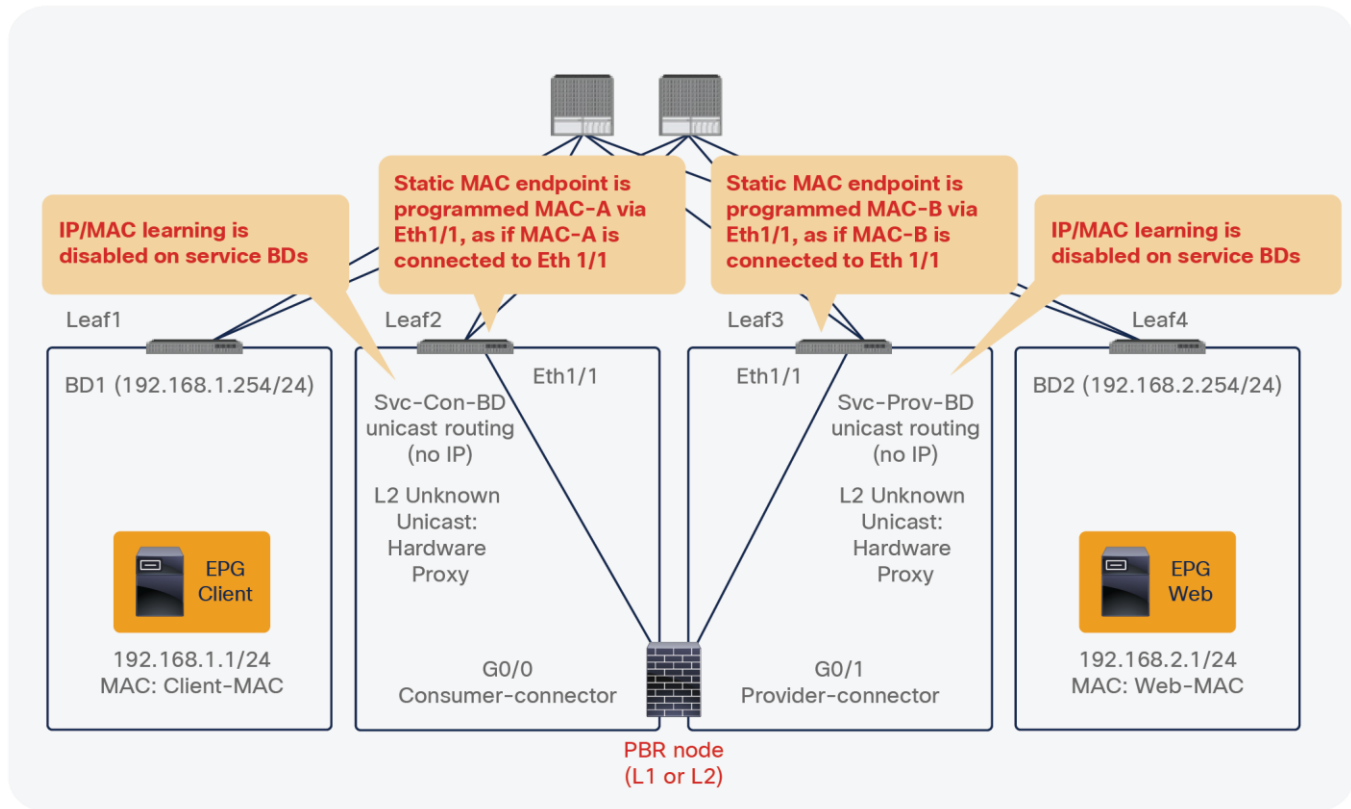 Static MAC endpoint is
programmed MAC-A via
Eth1/1, as if MAC-A is
connected to Eth 1/1
Static MAC endpoint is
programmed MAC-B via
Eth1/1, as if MAC-B is
connected to Eth 1/1
IP/MAC learning is
disabled on service BDs
IP/MAC learning is
disabled on service BDs
Leaf1
Leaf2
Leaf3
Leaf4
BD1 (192.168.1.254/24)
Eth1/1
Svc-Con-BD
unicast routing
(no IP)
L2 Unknown
Unicast:
Hardware
Proxy
Eth1/1
Svc-Prov-BD
unicast routing
(no IP)
L2 Unknown
Unicast:
Hardware
Proxy
BD2 (192.168.2.254/24)
EPG
Client
192.168.1.1/24
MAC: Client-MAC
G0/0
Consumer-connector
G0/1
Provider-connector
EPG
Web
192.168.2.1/24
MAC: Web-MAC
PBR node
(L1 or L2)